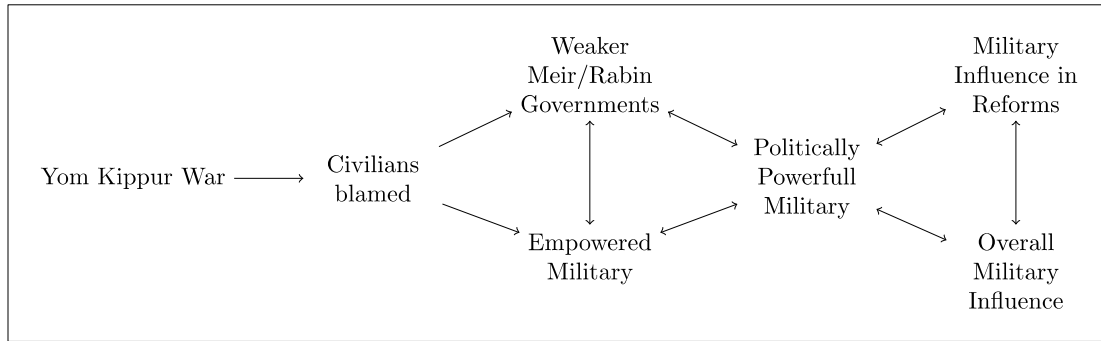 Yom Kippur War
Civilians
blamed
Weaker
Meir/Rabin
Governments
Empowered
Military
Politically
Powerfull
Military
Military
Influence in
Reforms
Overall
Military
Influence